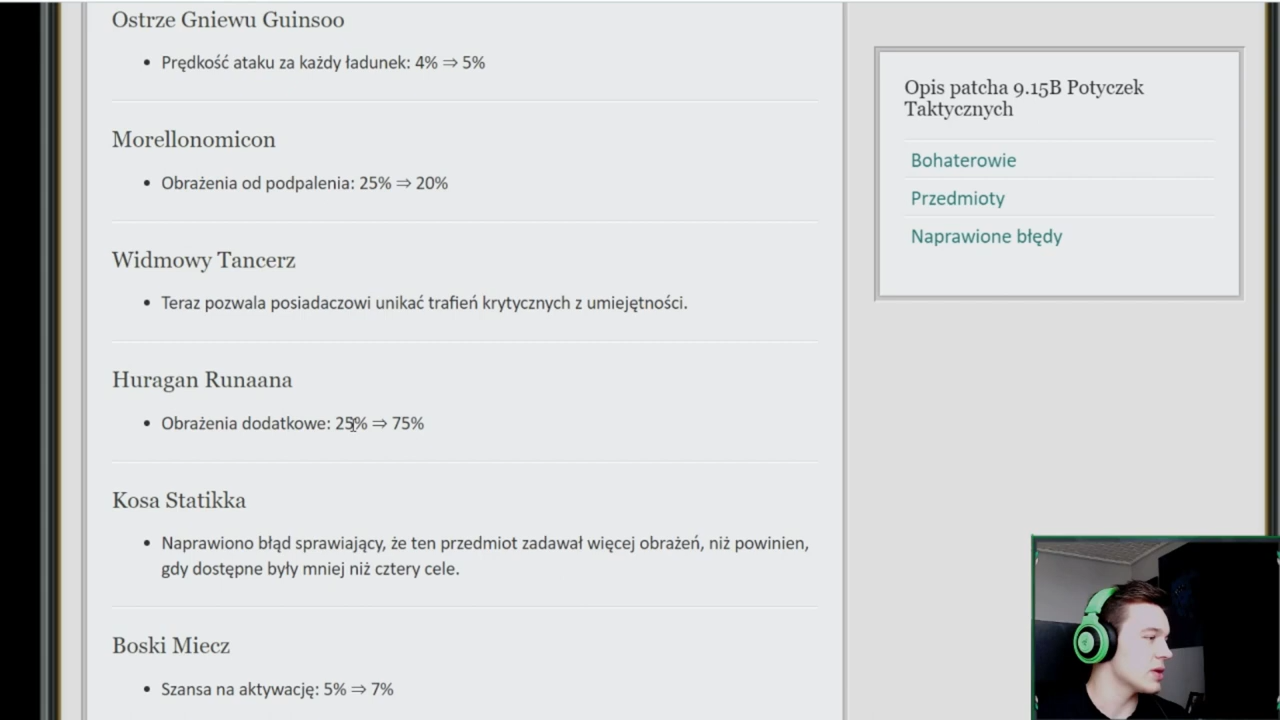 Ostrze Gniewu Guinsoo
• Prędkość ataku za każdy ładunek: 4% ⇒ 5%
Morellonomicon
• Obrażenia od podpalenia: 25% ⇒ 20%
Widmowy Tancerz
• Teraz pozwala posiadaczowi unikać trafień krytycznych z umiejętności.
Huragan Runaana
• Obrażenia dodatkowe: 25% ⇒ 75%
Kosa Statikka
• Naprawiono błąd sprawiający, że ten przedmiot zadawał więcej obrażeń, niż powinien,
gdy dostępne były mniej niż cztery cele.
Boski Miecz
• Szansa na aktywację: 5% ⇒ 7%
Opis patcha 9.15B Potyczek
Taktycznych
Bohaterowie
Przedmioty
Naprawione błędy